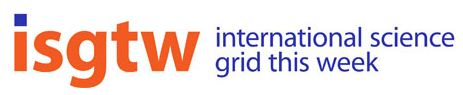 isgtw
international science
grid this week